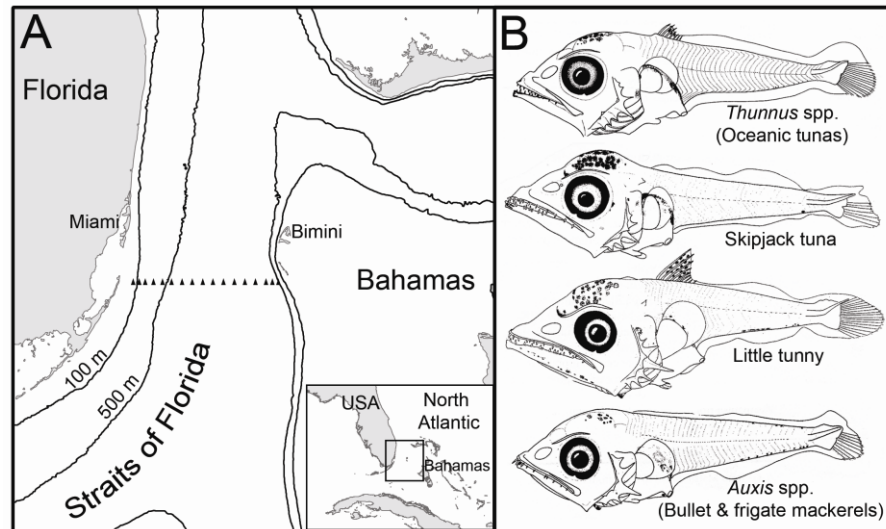 A
Florida
Miami
Bimini
Bahamas
100 m
500 m
Straits of Florida
USA
North
Atlantic
Bahamas
B
Thunnus spp.
(Oceanic tunas)
Skipjack tuna
Little tunny
Auxis spp.
(Bullet & frigate mackerels)